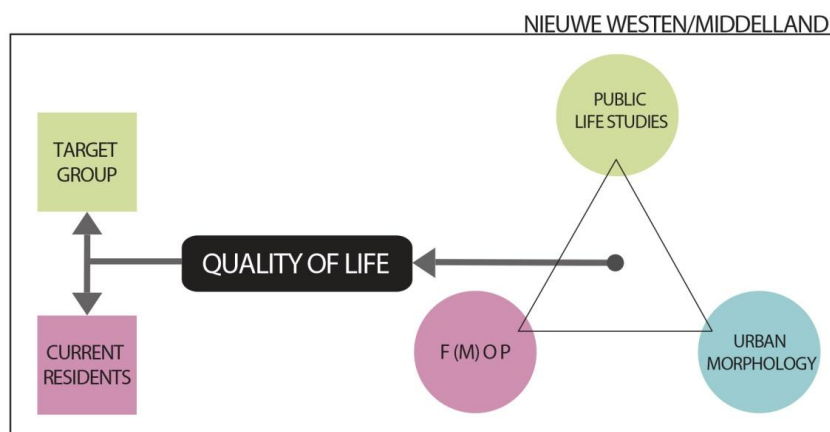 NIEUWE WESTEN/MIDDELLAND
PUBLIC
LIFE STUDIES
TARGET
GROUP
QUALITY OF LIFE
CURRENT
RESIDENTS
F (M) O P
URBAN
MORPHOLOGY